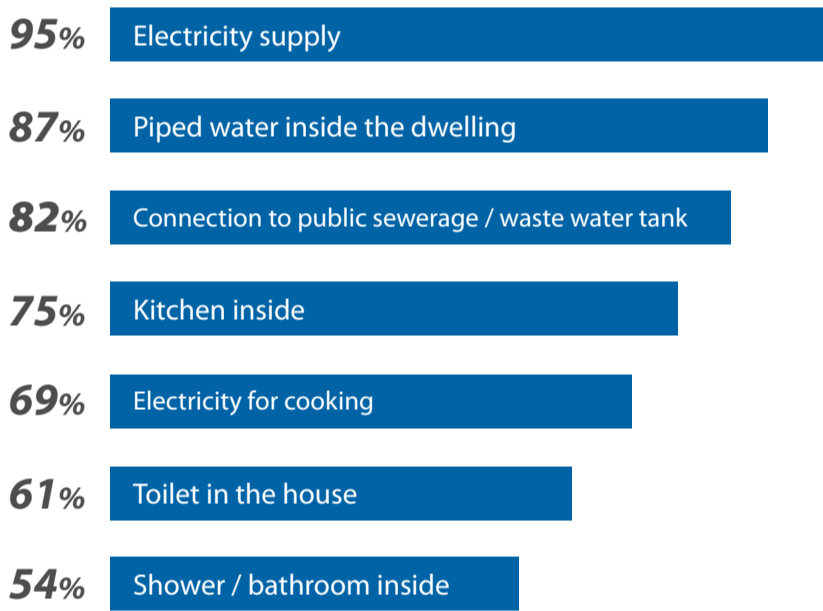 95% Electricity supply
87% Piped water inside the dwelling
82% Connection to public sewerage / waste water tank
75% Kitchen inside
69% Electricity for cooking
61% Toilet in the house
54% Shower / bathroom inside